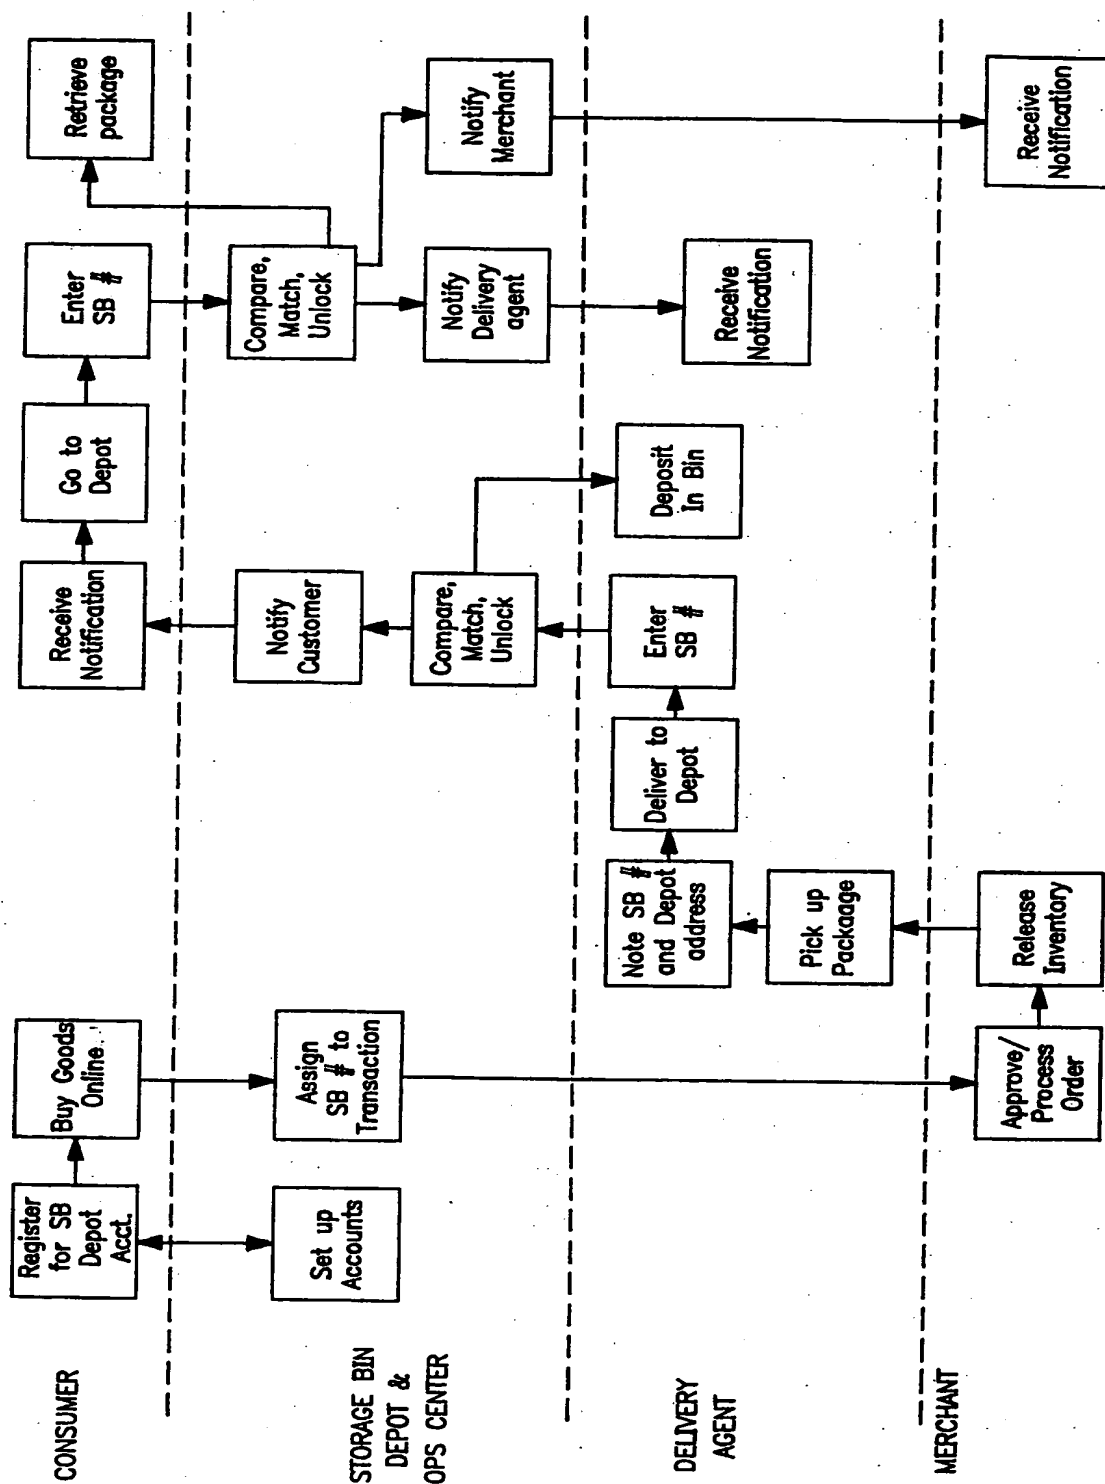 CONSUMER
Register
for SB
Depot
Acct.
Buy Goods
Online
Receive
Notification
Go to
Depot
Enter
SB #
Retrieve
package
STORAGE BIN
DEPOT &
OPS CENTER
Set up
Accounts
Assign
SB # to
Transaction
Notify
Customer
Compare,
Match,
Unlock
Compare,
Match,
Unlock
Notify
Delivery
agent
Notify
Merchant
DELIVERY
AGENT
Note SB #
and Depot
address
Pick up
Packaage
Deliver to
Depot
Enter
SB #
Deposit
In Bin
Receive
Notification
MERCHANT
Approve/
Process
Order
Release
Inventory
Receive
Notification